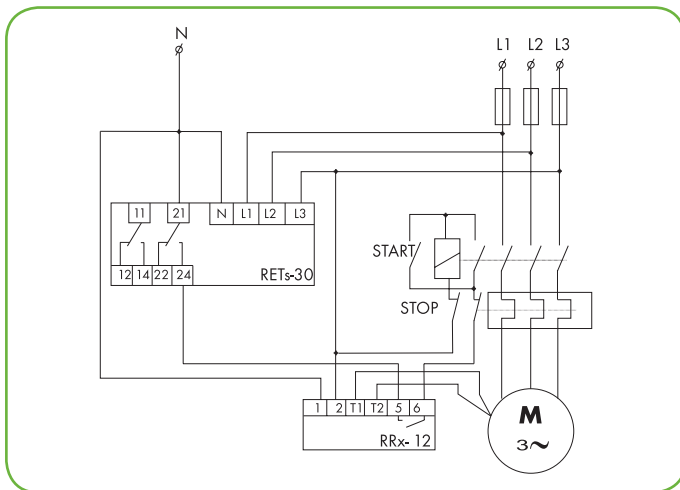 N
L1 L2 L3
11 21 N L1 L2 L3
12 14 22 24
RETs-30
START
STOP
1 2 T1 T2 5 6
RRx- 12
M
3~